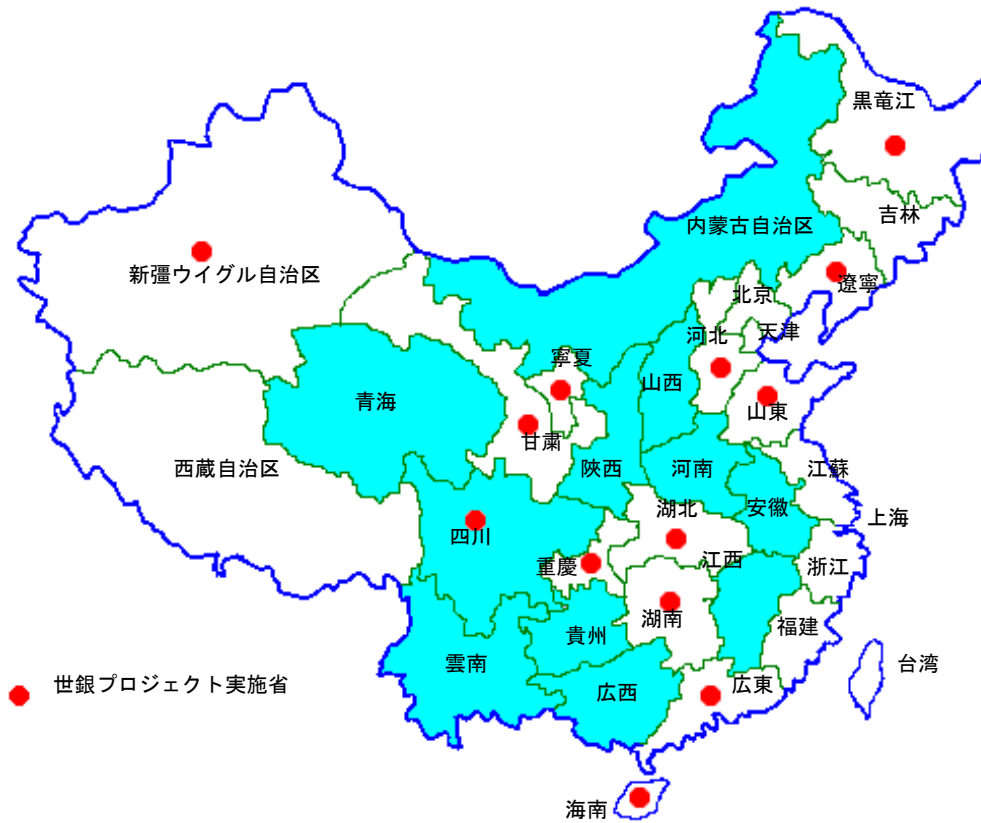 黒竜江
吉林
内蒙古自治区
遼寧
新彊ウイグル自治区
北京
天津
河北
寧夏
山西
青海
山東
甘粛
西蔵自治区
陝西
河南
江蘇
安徽
湖北
上海
四川
江西
重慶
浙江
湖南
福建
貴州
雲南
台湾
広西
広東
世銀プロジェクト実施省
海南